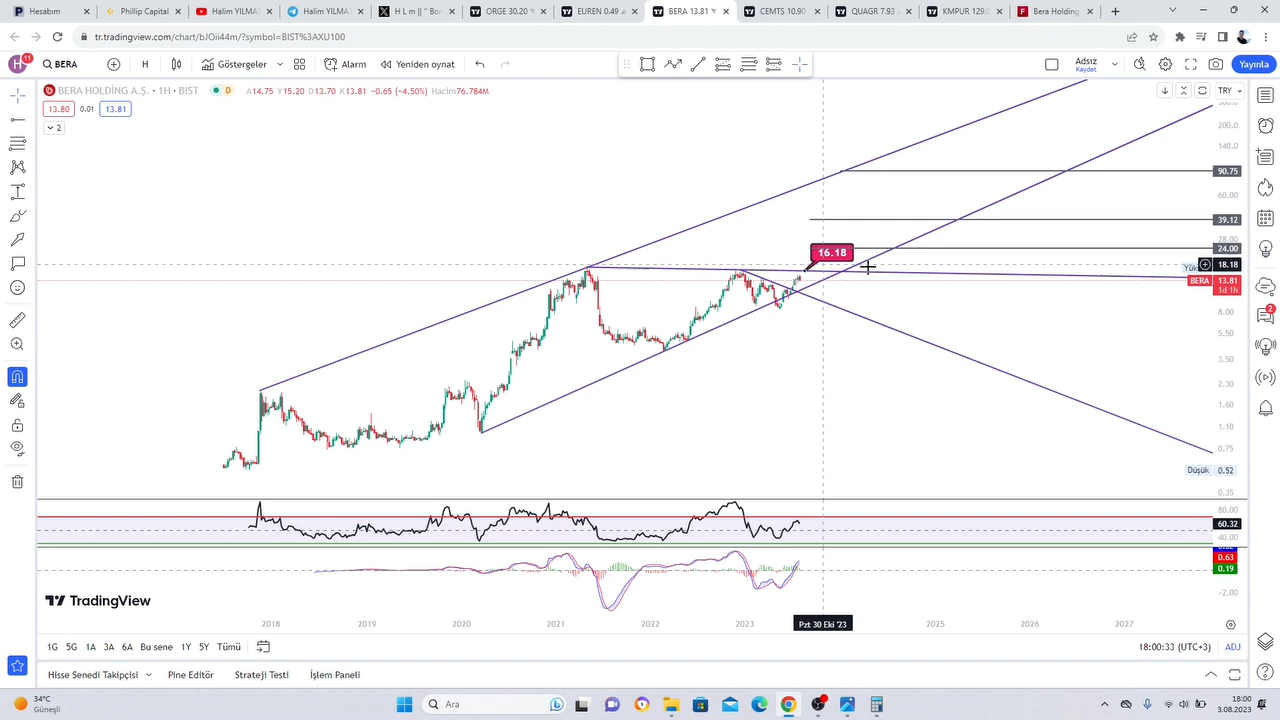 Hesabım
Phillip Capital
Halim YILMAZ
Halim YILMAZ
H L m || " Bors
ORGE 30.20
EUREN 0.49
BERA 13.81
CEMTS 10.90
QUAGR 7.93
KMPUR 129.0
Bera Holding
tr.tradingview.com/chart/bJOii44m/?symbol=BIST%3AXU100
H
11
BERA
H
Göstergeler
Alarm
Yeniden oynat
Adsız
Kaydet
Yayınla
BERA HOLDİNG A.Ş. · 1H · BIST
D
A14.75 Y15.20 D13.70 K13.81 −0.65 (−4.50%) Hacim76.784M
TRY
13.80
0.01
13.81
2
200.0
140.0
90.75
60.00
39.12
28.00
24.00
16.18
18.18
BERA
13.81
1d 1h
8.00
5.50
3.50
2.30
1.60
1.10
0.75
Düşük
0.52
0.35
80.00
60.32
40.00
0.63
0.19
-2.00
TradingView
2018
2019
2020
2021
2022
2023
Pzt 30 Eki '23
2025
2026
2027
1G
5G
1A
3A
6A
Bu sene
1Y
5Y
Tümü
18:00:33 (UTC+3)
ADJ
Hisse Senedi Takipçisi
Pine Editör
Strateji Testi
İşlem Paneli
2
34°C
Güneşli
Ara
18:00
3.08.2023